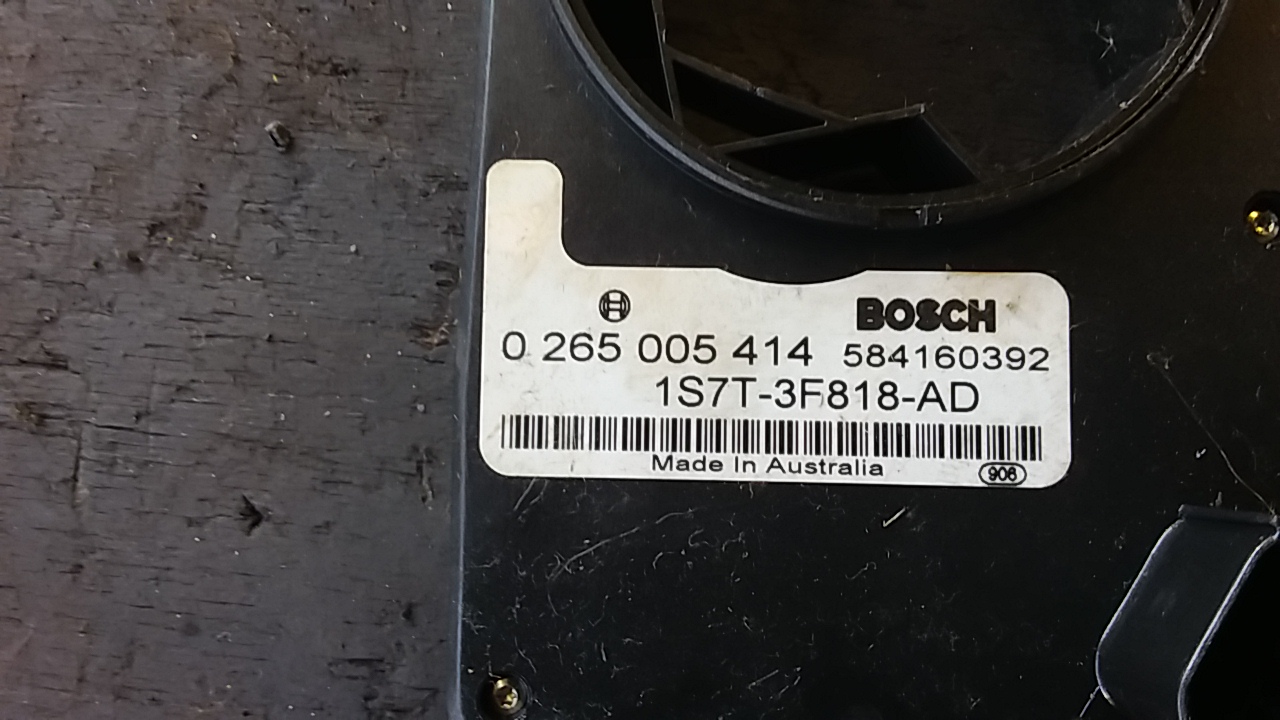 BOSCH
0 265 005 414 584160392
1S7T-3F818-AD
Made In Australia
906